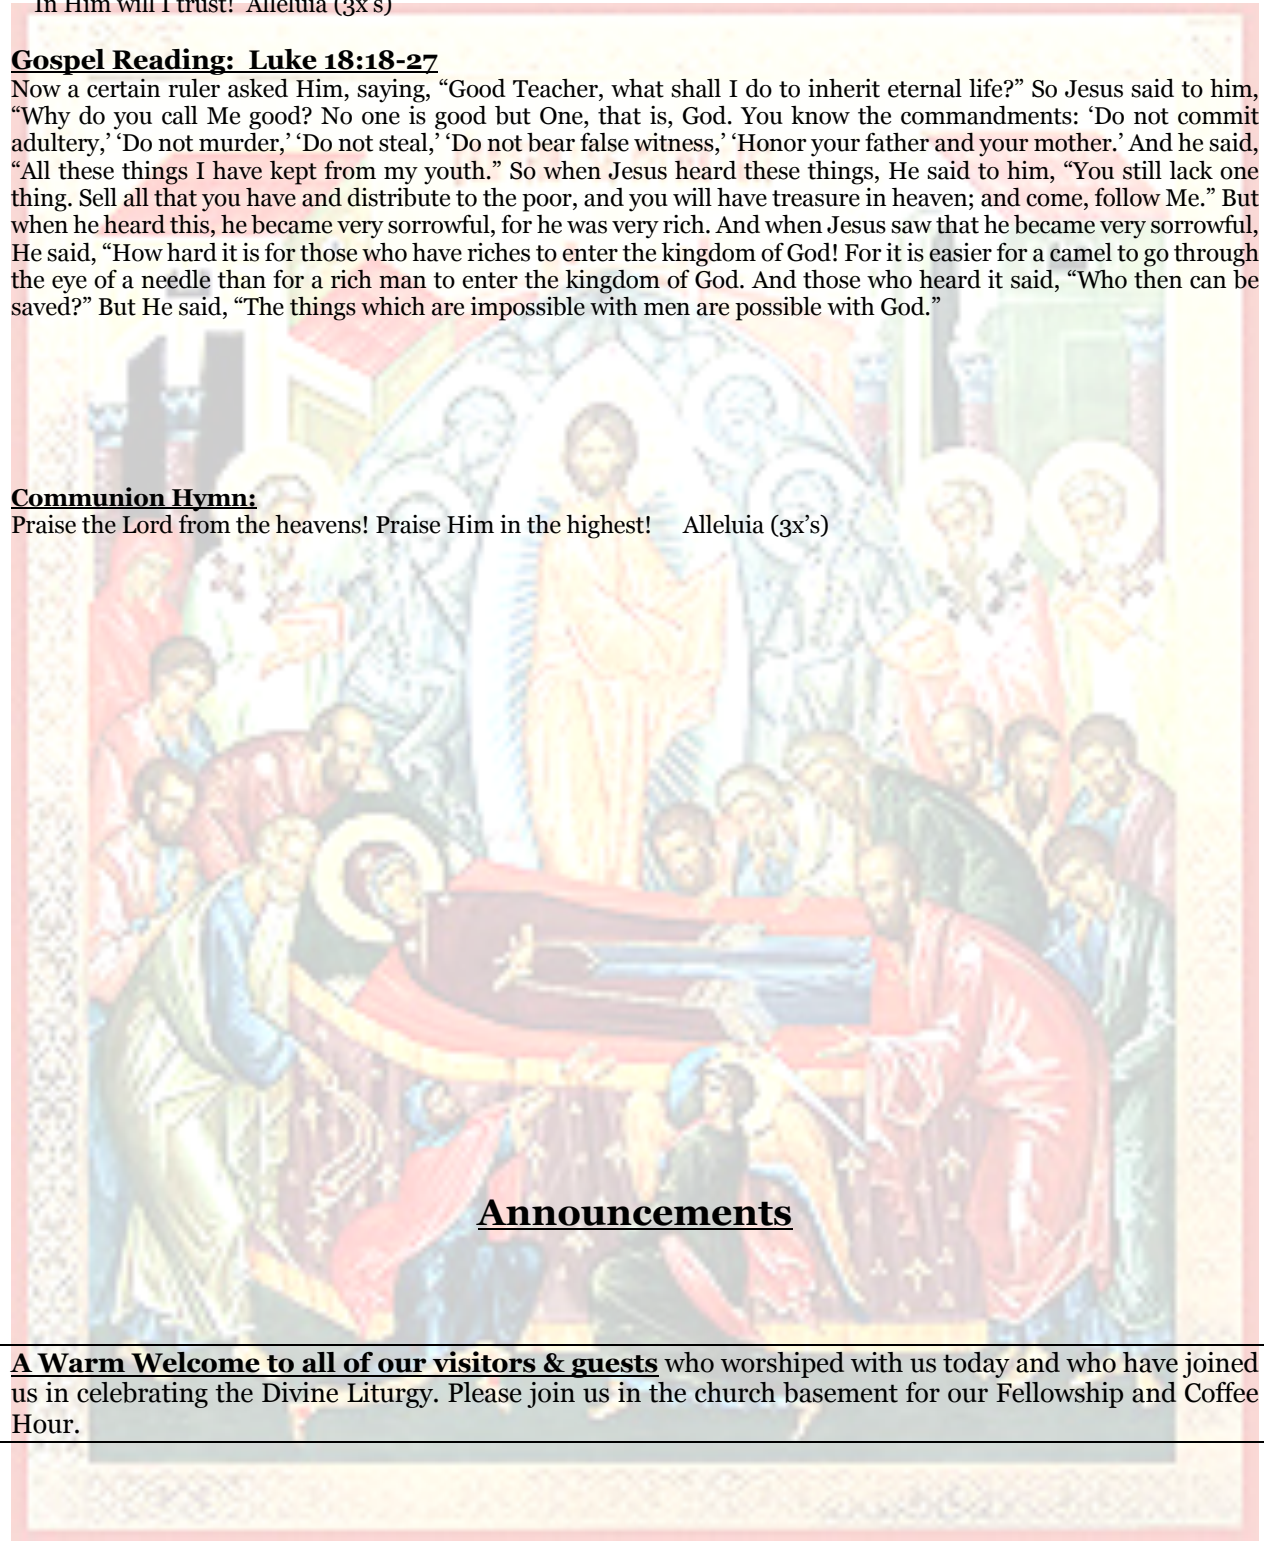 In Him will I trust!  Alleluia (3x's)
Gospel Reading:  Luke 18:18-27
Now a certain ruler asked Him, saying, “Good Teacher, what shall I do to inherit eternal life?” So Jesus said to him,
“Why do you call Me good? No one is good but One, that is, God. You know the commandments: ‘Do not commit
adultery,’ ‘Do not murder,’ ‘Do not steal,’ ‘Do not bear false witness,’ ‘Honor your father and your mother.’ And he said,
“All these things I have kept from my youth.” So when Jesus heard these things, He said to him, “You still lack one
thing. Sell all that you have and distribute to the poor, and you will have treasure in heaven; and come, follow Me.” But
when he heard this, he became very sorrowful, for he was very rich. And when Jesus saw that he became very sorrowful,
He said, “How hard it is for those who have riches to enter the kingdom of God! For it is easier for a camel to go through
the eye of a needle than for a rich man to enter the kingdom of God. And those who heard it said, “Who then can be
saved?” But He said, “The things which are impossible with men are possible with God.”
Communion Hymn:
Praise the Lord from the heavens! Praise Him in the highest!    Alleluia (3x’s)
Announcements
A Warm Welcome to all of our visitors & guests who worshiped with us today and who have joined
us in celebrating the Divine Liturgy. Please join us in the church basement for our Fellowship and Coffee
Hour.